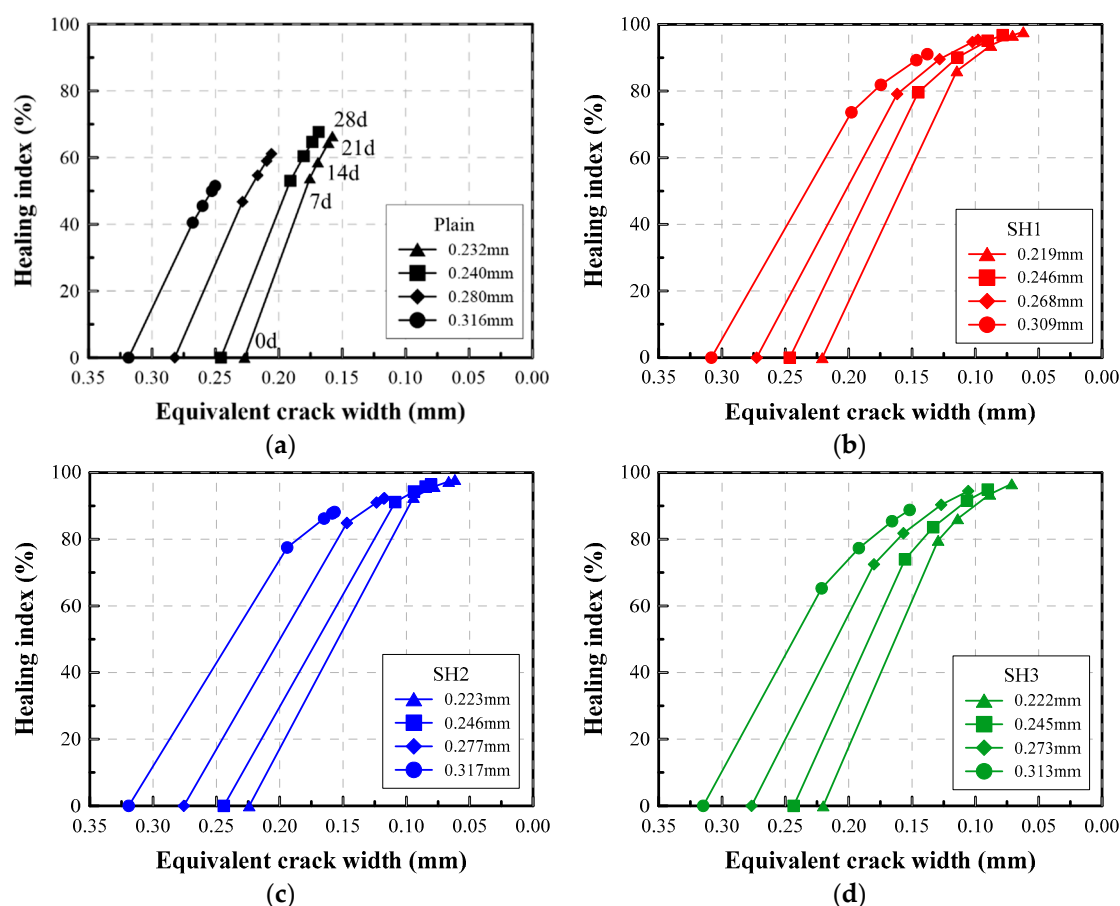 100
80
60
40
20
0
Healing index (%)
28d
21d
14d
7d
0d
Plain
0.232mn
0.240mm
0.280mm
0.316mm
0.35 0.30 0.25 0.20 0.15 0.10 0.05 0.00
Equivalent crack width (mm)
(a)
100
80
60
40
20
0
Healing index (%)
SH1
0.219mm
0.246mm
0.268mm
0.309mm
0.35 0.30 0.25 0.20 0.15 0.10 0.05 0.00
Equivalent crack width (mm)
(b)
100
80
60
40
20
0
Healing index (%)
SH2
0.223mm
0.246mm
0.277mm
0.317mm
0.35 0.30 0.25 0.20 0.15 0.10 0.05 0.00
Equivalent crack width (mm)
(c)
100
80
60
40
20
0
Healing index (%)
SH3
0.222mm
0.245mm
0.273mm
0.313mm
0.35 0.30 0.25 0.20 0.15 0.10 0.05 0.00
Equivalent crack width (mm)
(d)